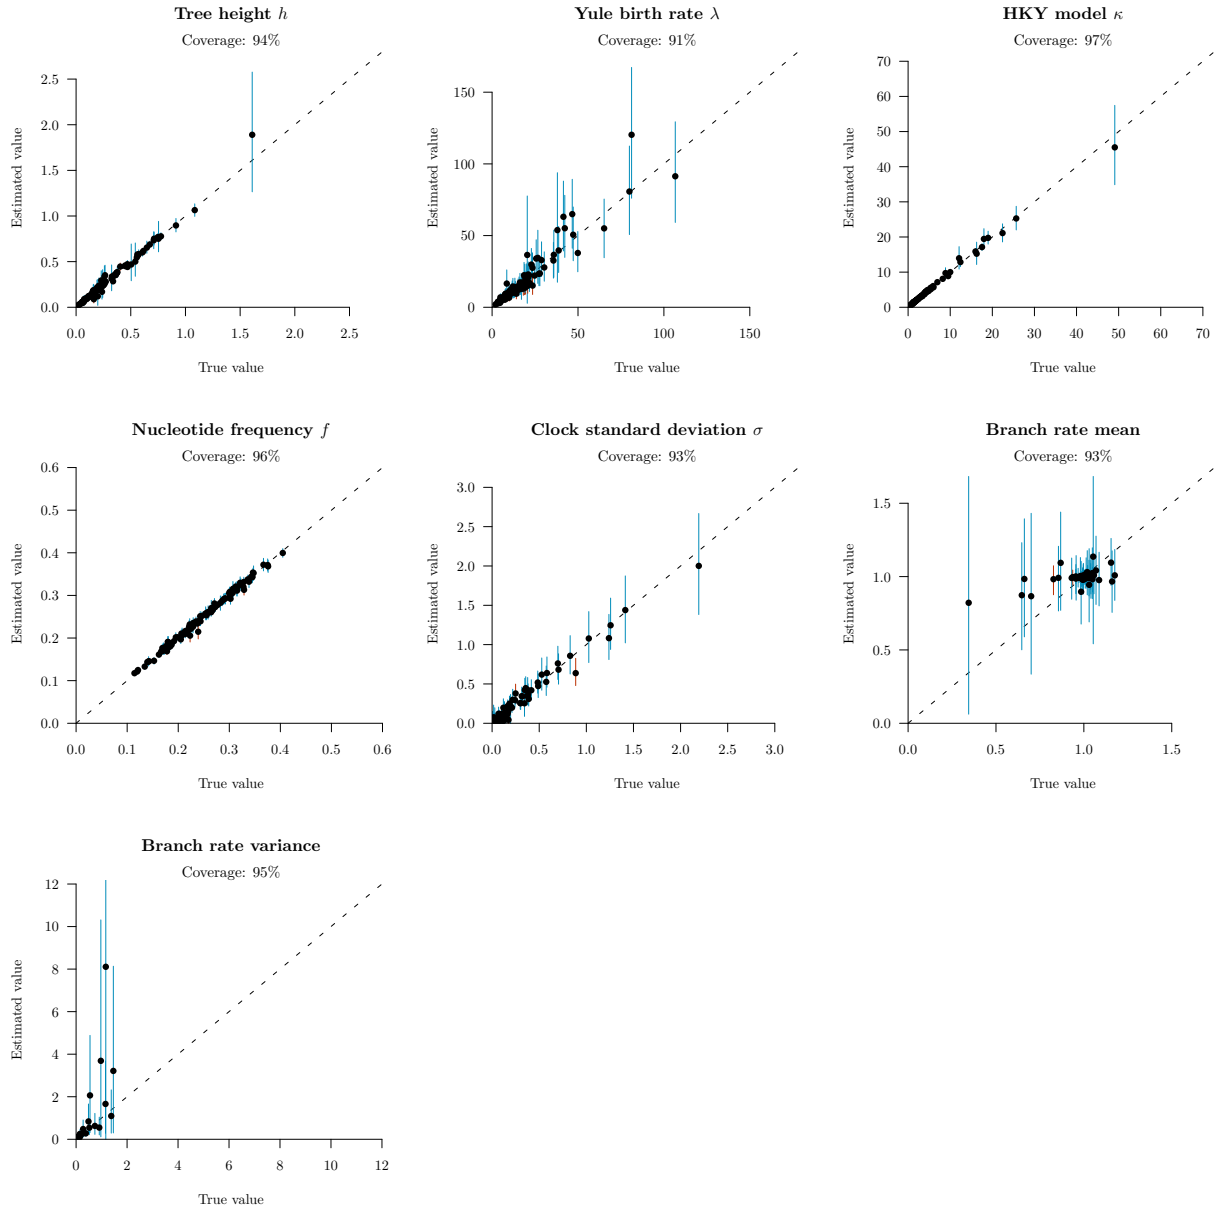 Tree height h
Coverage: 94%
Estimated value
2.5
2.0
1.5
1.0
0.5
0.0
0.0 0.5 1.0 1.5 2.0 2.5
True value
Yule birth rate λ
Coverage: 91%
Estimated value
150
100
50
0
0 50 100 150
True value
HKY model κ
Coverage: 97%
Estimated value
70
60
50
40
30
20
10
0
0 10 20 30 40 50 60 70
True value
Nucleotide frequency f
Coverage: 96%
Estimated value
0.6
0.5
0.4
0.3
0.2
0.1
0.0
0.0 0.1 0.2 0.3 0.4 0.5 0.6
True value
Clock standard deviation σ
Coverage: 93%
Estimated value
3.0
2.5
2.0
1.5
1.0
0.5
0.0
0.0 0.5 1.0 1.5 2.0 2.5 3.0
True value
Branch rate mean
Coverage: 93%
Estimated value
1.5
1.0
0.5
0.0
0.0 0.5 1.0 1.5
True value
Branch rate variance
Coverage: 95%
Estimated value
12
10
8
6
4
2
0
0 2 4 6 8 10 12
True value